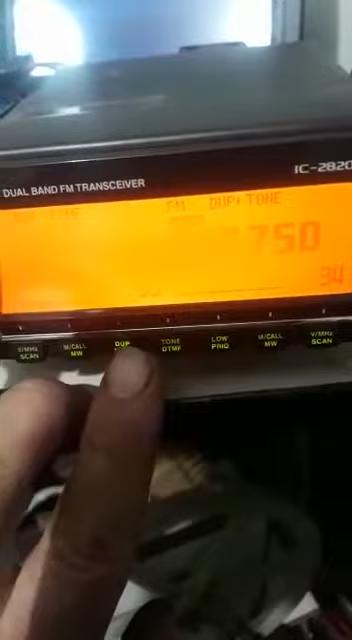 DUAL BAND FM TRANSCEIVER
IC-2820
FM DUP+ TONE
750
34
V/MHz M/CALL DUP TONE LOW M/CALL V/MHz
SCAN MW DTMF PRIO MW SCAN